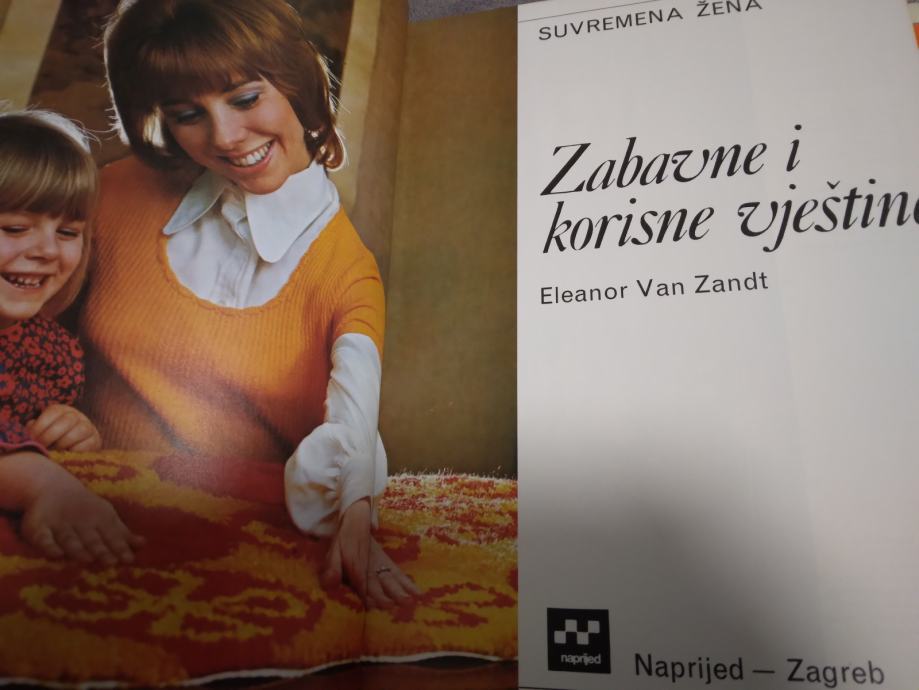 SUVREMENA ŽENA
Zabavne i
korisne vještine
Eleanor Van Zandt
naprijed
Naprijed — Zagreb